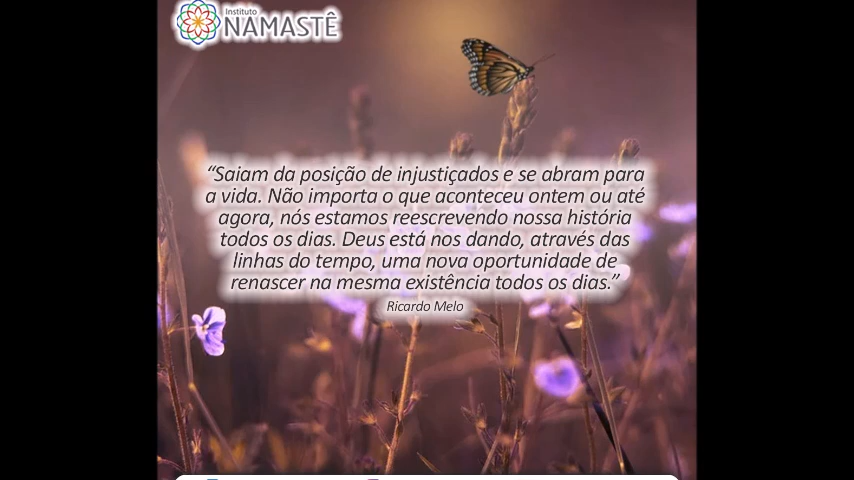 Instituto
NAMASTÊ
“Saiam da posição de injustiçados e se abram para
a vida. Não importa o que aconteceu ontem ou até
agora, nós estamos reescrevendo nossa história
todos os dias. Deus está nos dando, através das
linhas do tempo, uma nova oportunidade de
renascer na mesma existência todos os dias.”
Ricardo Melo